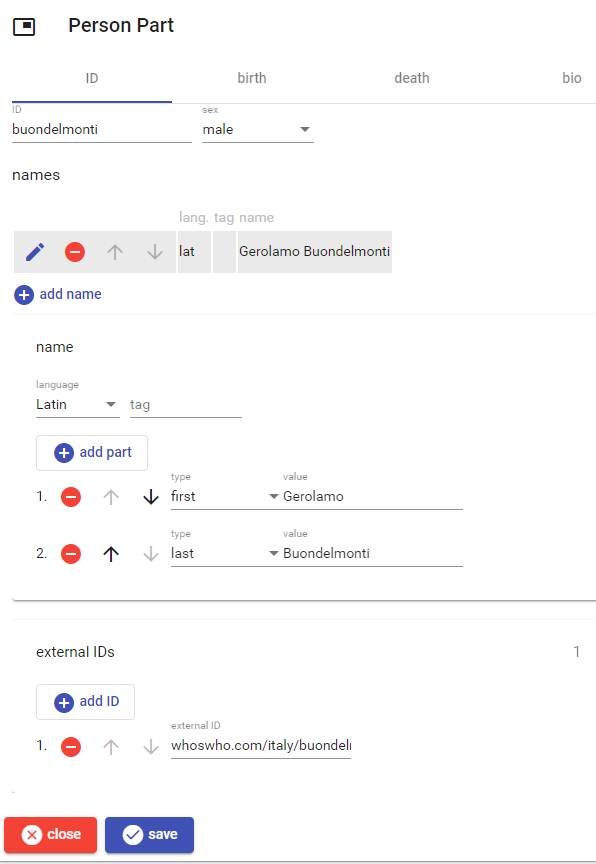 Person Part
ID birth death bio
ID sex
buondelmonti male
names
lang. tag name
lat Gerolamo Buondelmonti
add name
name
language
Latin tag
add part
type value
1. first Gerolamo
type value
2. last Buondelmonti
external IDs 1
add ID
external ID
1. whoswho.com/italy/buondel
close save